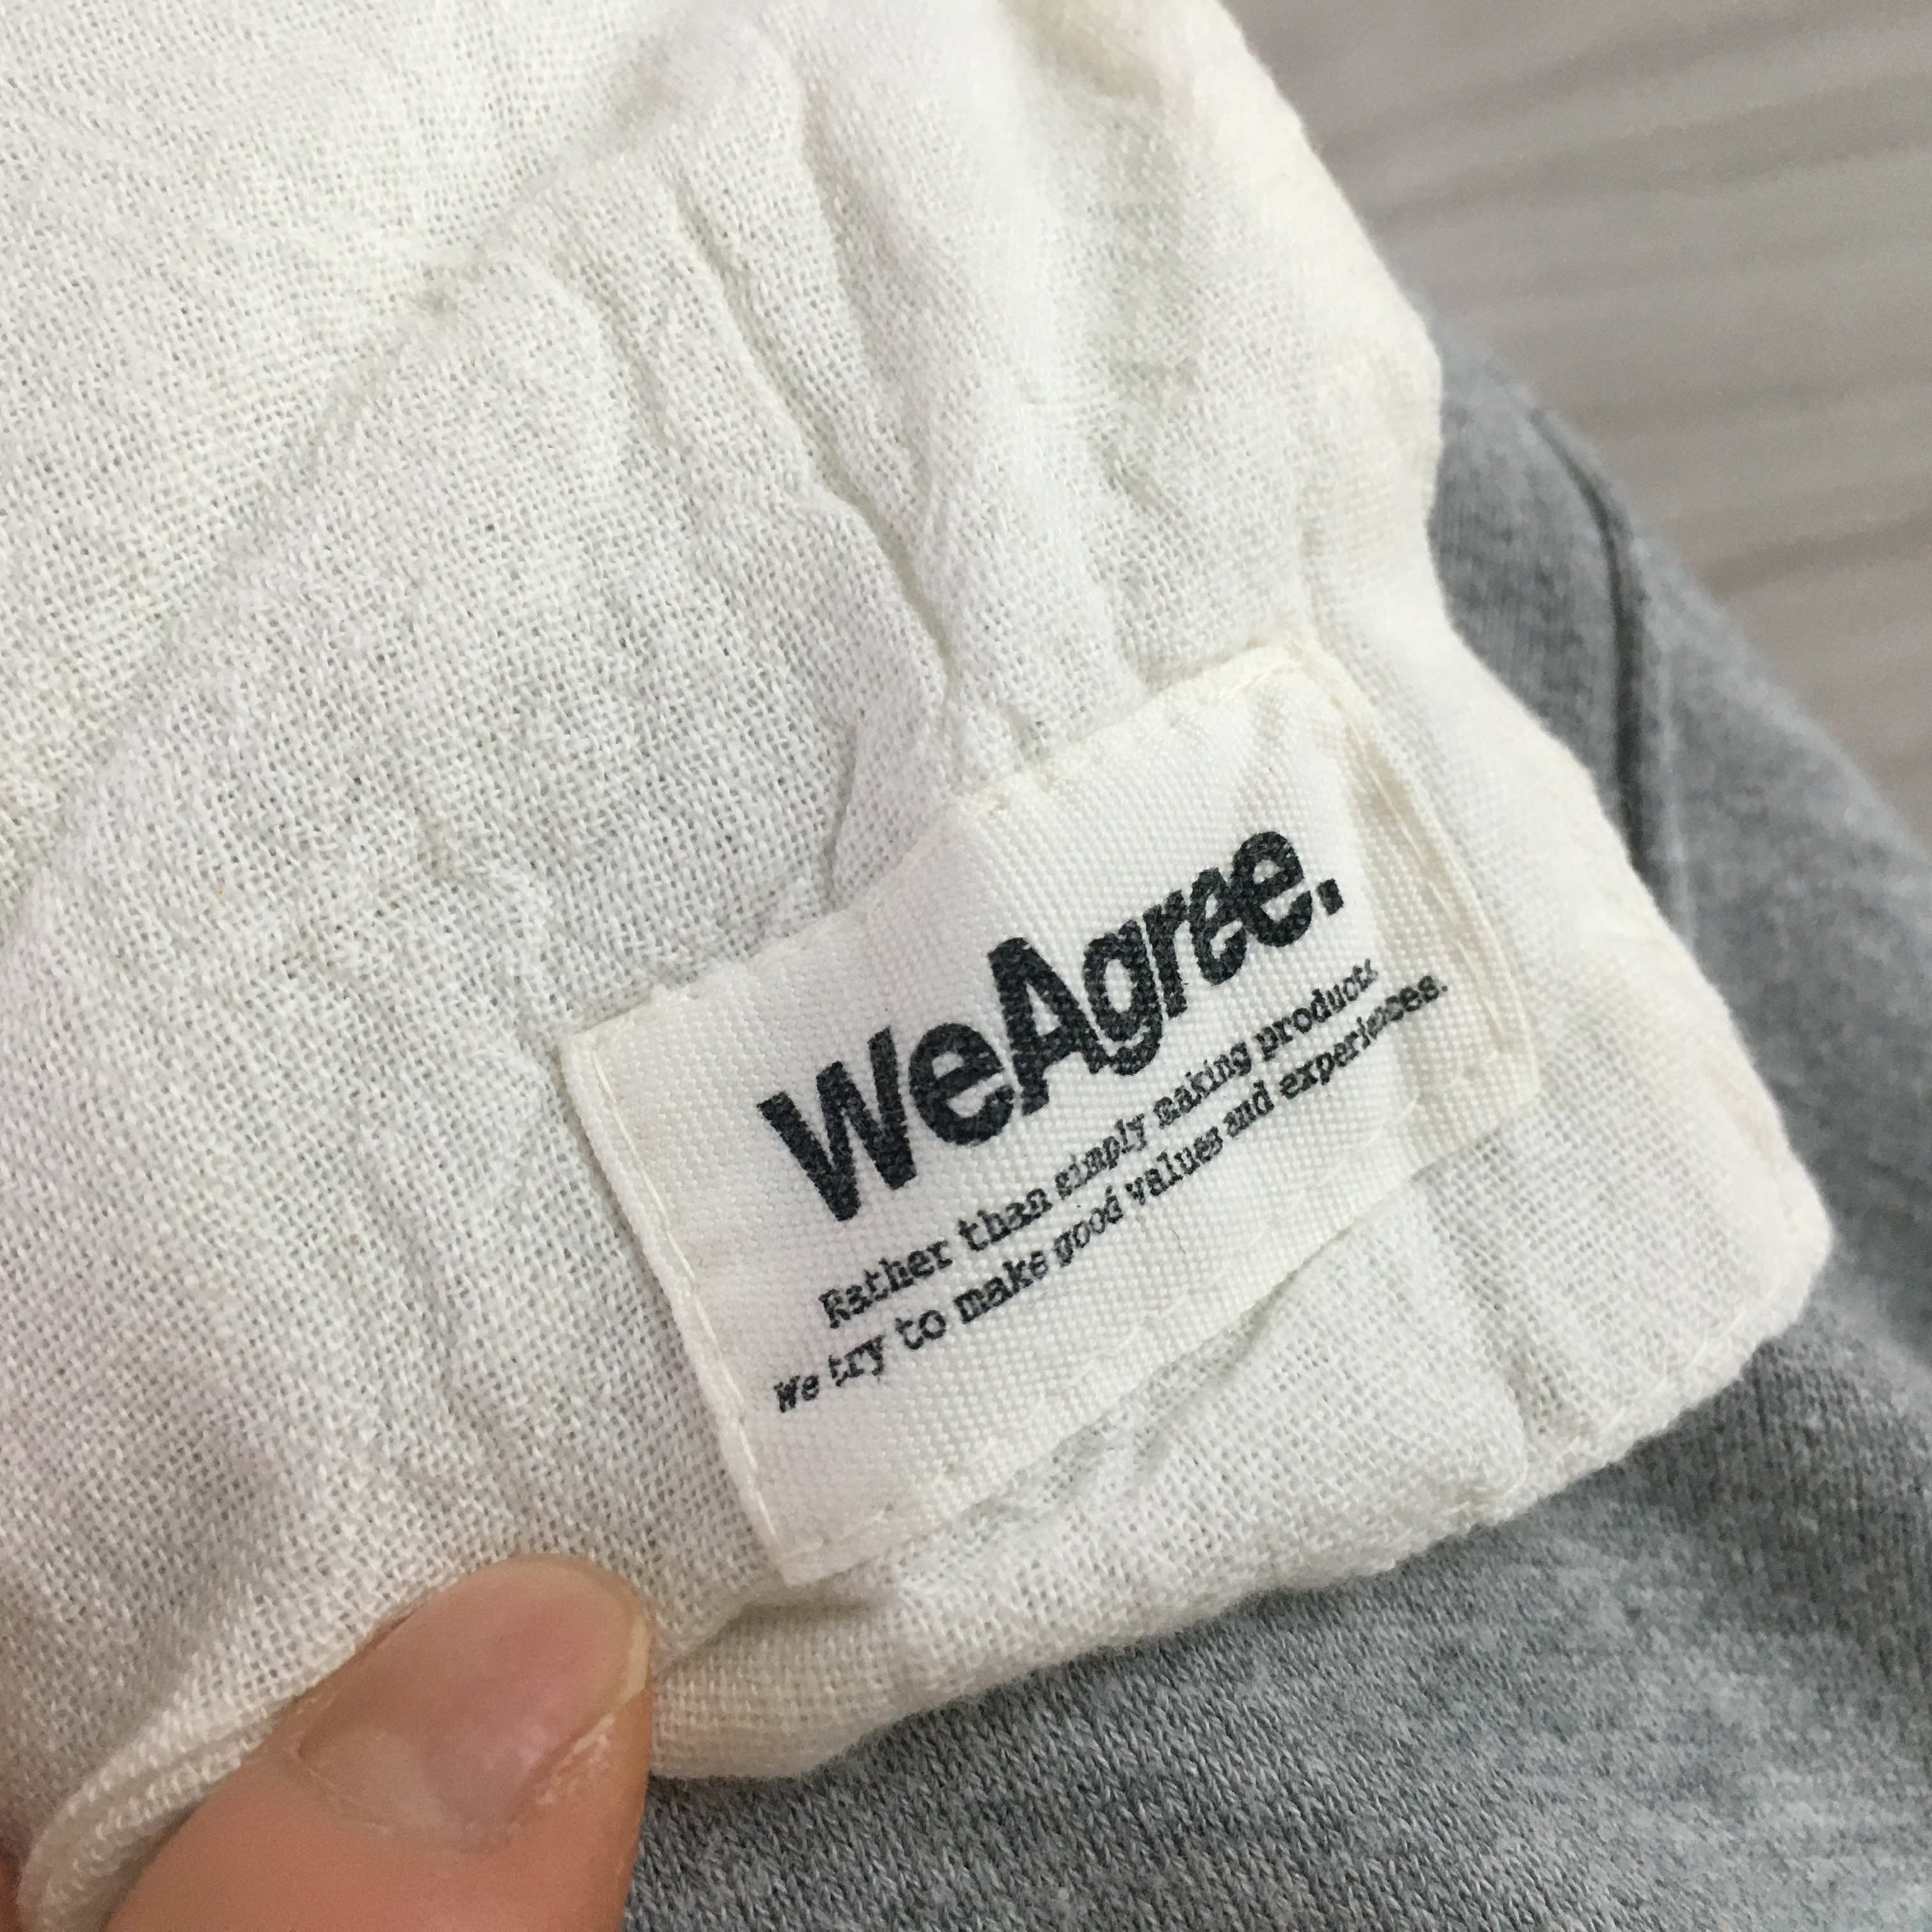 WeAgree.
Rather than simply making products
We try to make good values and experiences.